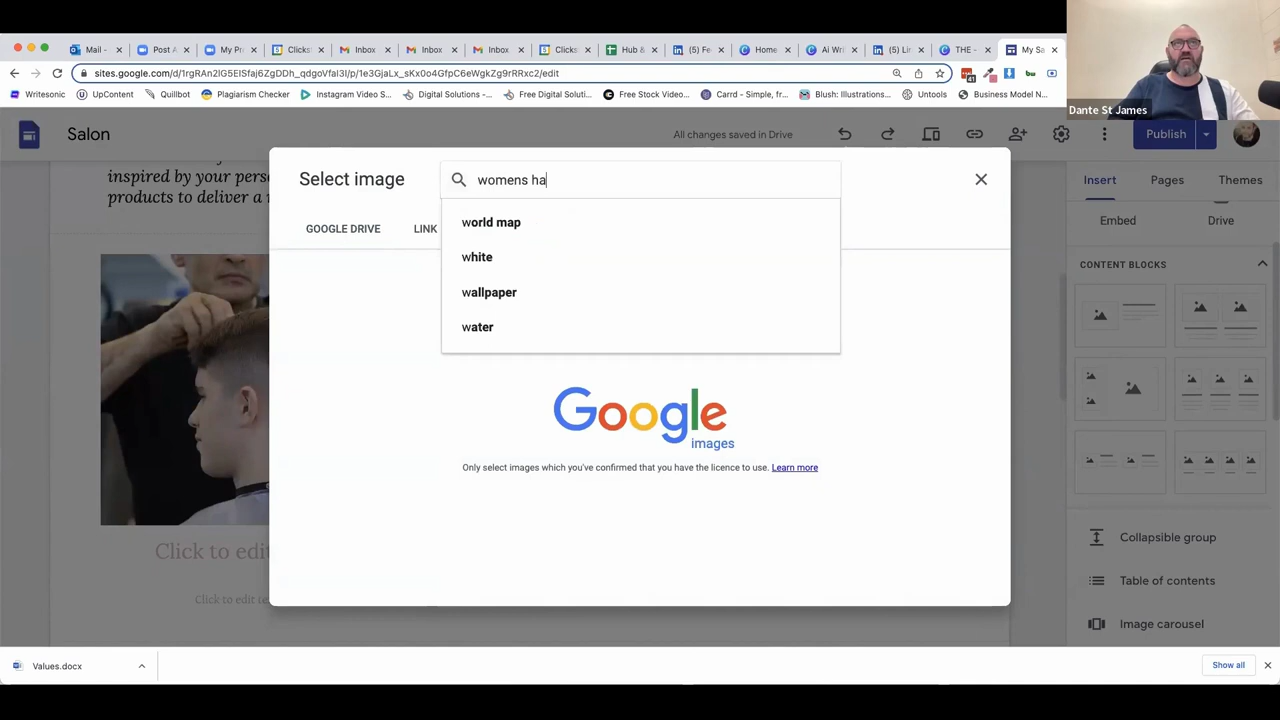 Mail -
Post A
My Pr
Clicks
Inbox
Inbox
Inbox
Clicks
Hub &
(5) Fe
Home
Ai Wri
(5) Li
THE -
My Sa
sites.google.com/d/1rgRAn2lG5EISfaj6ZgDDh_qdgoVfal3l/p/1e3GjaLx_sKx0o4GfpC6eWgkZg9rRRxc2/edit
41
Writesonic
UpContent
Quillbot
Plagiarism Checker
Instagram Video S...
Digital Solutions -...
Free Digital Soluti...
Free Stock Video...
Carrd - Simple, fr...
Blush: Illustrations...
Untools
Business Model N...
Dante St James
Salon
All changes saved in Drive
Publish
inspired by your pers
products to deliver a r
Select image
womens ha
world map
white
wallpaper
water
GOOGLE DRIVE
LINK
Google
images
Only select images which you've confirmed that you have the licence to use. Learn more
Click to edit
Click to edit te
Insert
Pages
Themes
Embed
Drive
CONTENT BLOCKS
Collapsible group
Table of contents
Image carousel
Values.docx
Show all